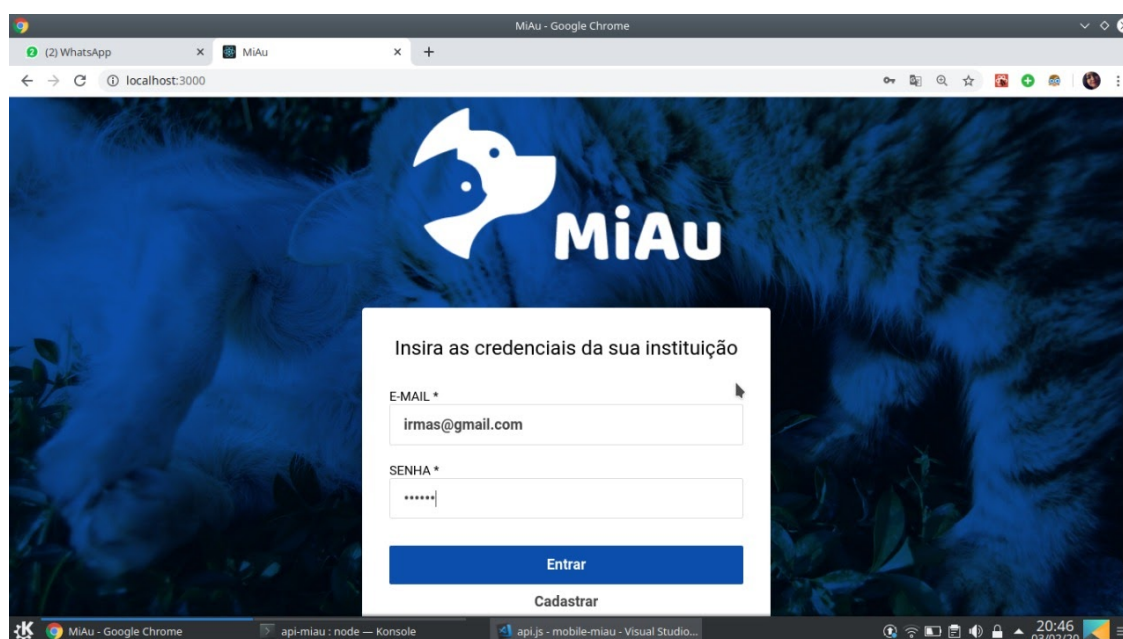 MiAu - Google Chrome
2 (2) WhatsApp
MiAu
localhost:3000
MiAu
Insira as credenciais da sua instituição
E-MAIL *
irmas@gmail.com
SENHA *
••••••
Entrar
Cadastrar
MiAu - Google Chrome
api-miau : node — Konsole
api.js - mobile-miau - Visual Studio...
20:46